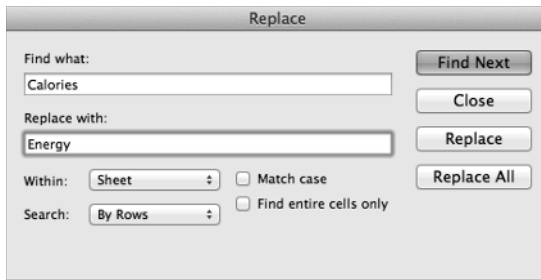 Replace
Find what:
Calories
Find Next
Close
Replace with:
Energy
Replace
Within: Sheet
Match case
Replace All
Search: By Rows
Find entire cells only